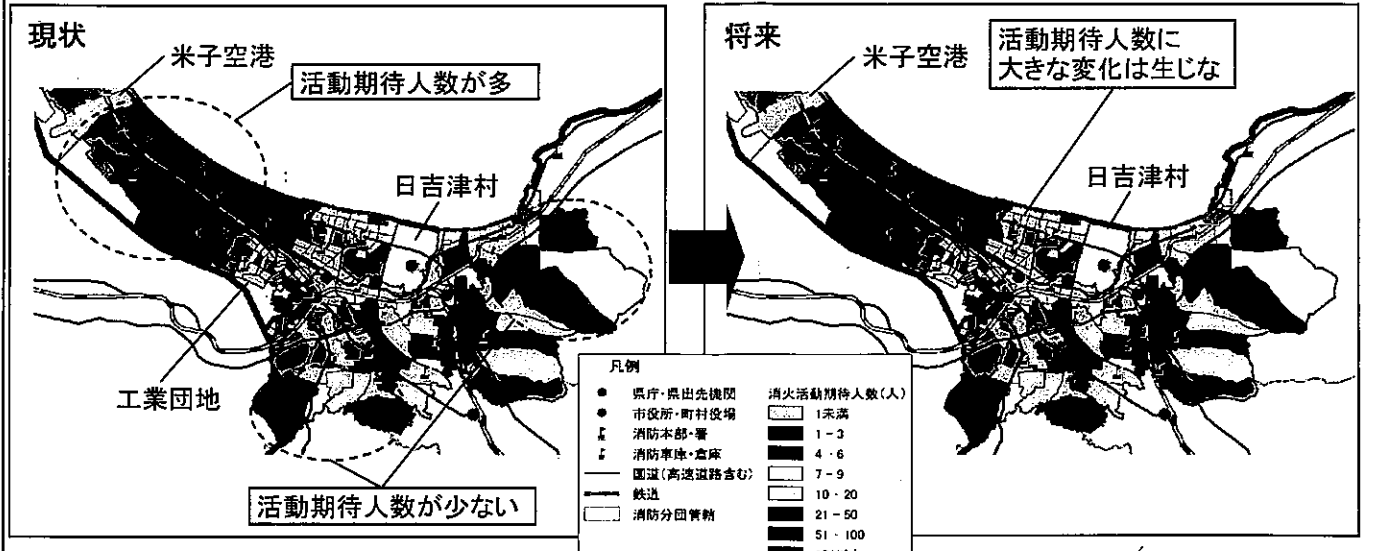 現状
米子空港
活動期待人数が多
日吉津村
工業団地
活動期待人数が少ない
将来
米子空港
活動期待人数に
大きな変化は生じな
日吉津村
凡例
県庁・県出先機関
市役所・町村役場
消防本部・署
消防車庫・倉庫
国道(高速道路含む)
鉄道
消防分団管轄
消火活動期待人数(人)
1未満
1-3
4-6
7-9
10-20
21-50
51-100